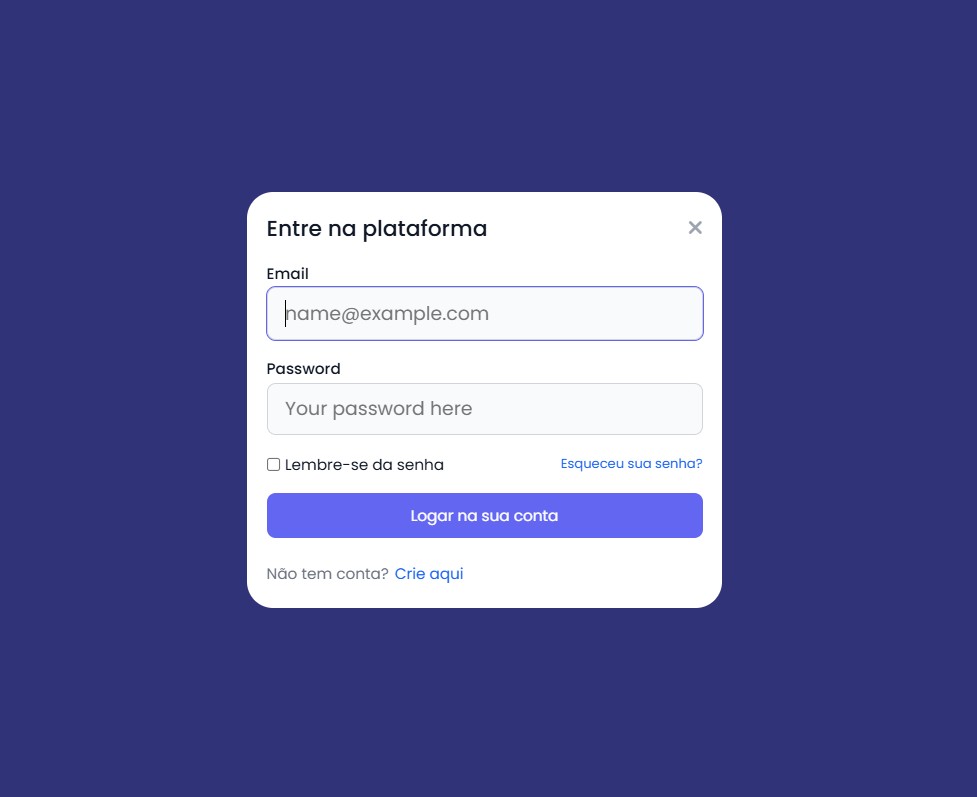 Entre na plataforma
Email
name@example.com
Password
Your password here
Lembre-se da senha Esqueceu sua senha?
Logar na sua conta
Não tem conta? Crie aqui